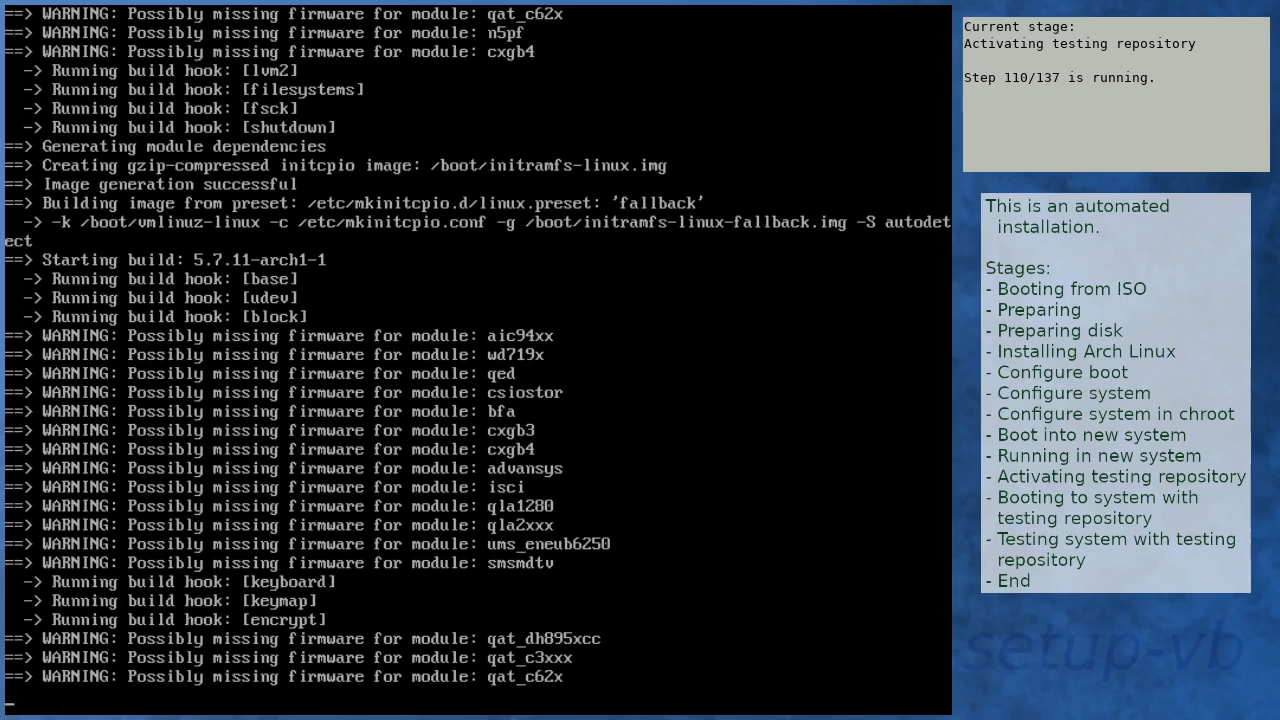 ==> WARNING: Possibly missing firmware for module: qat_c62x
==> WARNING: Possibly missing firmware for module: n5pf
==> WARNING: Possibly missing firmware for module: cxgb4
  -> Running build hook: [lvm2]
  -> Running build hook: [filesystems]
  -> Running build hook: [fsck]
  -> Running build hook: [shutdown]
==> Generating module dependencies
==> Creating gzip-compressed initcpio image: /boot/initramfs-linux.img
==> Image generation successful
==> Building image from preset: /etc/mkinitcpio.d/linux.preset: 'fallback'
  -> -k /boot/vmlinuz-linux -c /etc/mkinitcpio.conf -g /boot/initramfs-linux-fallback.img -S autodet
ect
==> Starting build: 5.7.11-arch1-1
  -> Running build hook: [base]
  -> Running build hook: [udev]
  -> Running build hook: [block]
==> WARNING: Possibly missing firmware for module: aic94xx
==> WARNING: Possibly missing firmware for module: wd719x
==> WARNING: Possibly missing firmware for module: qed
==> WARNING: Possibly missing firmware for module: csiostor
==> WARNING: Possibly missing firmware for module: bfa
==> WARNING: Possibly missing firmware for module: cxgb3
==> WARNING: Possibly missing firmware for module: cxgb4
==> WARNING: Possibly missing firmware for module: advansys
==> WARNING: Possibly missing firmware for module: isci
==> WARNING: Possibly missing firmware for module: qla1280
==> WARNING: Possibly missing firmware for module: qla2xxx
==> WARNING: Possibly missing firmware for module: ums_eneub6250
==> WARNING: Possibly missing firmware for module: smsmdtv
  -> Running build hook: [keyboard]
  -> Running build hook: [keymap]
  -> Running build hook: [encrypt]
==> WARNING: Possibly missing firmware for module: qat_dh895xcc
==> WARNING: Possibly missing firmware for module: qat_c3xxx
==> WARNING: Possibly missing firmware for module: qat_c62x
Current stage:
Activating testing repository
Step 110/137 is running.
This is an automated
installation.
Stages:
- Booting from ISO
- Preparing
- Preparing disk
- Installing Arch Linux
- Configure boot
- Configure system
- Configure system in chroot
- Boot into new system
- Running in new system
- Activating testing repository
- Booting to system with
testing repository
- Testing system with testing
repository
- End
setup-vb